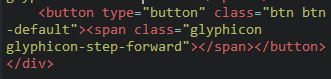 <button type="button" class="btn btn
-default"><span class="glyphicon
glyphicon-step-forward"></span></button>
</div>